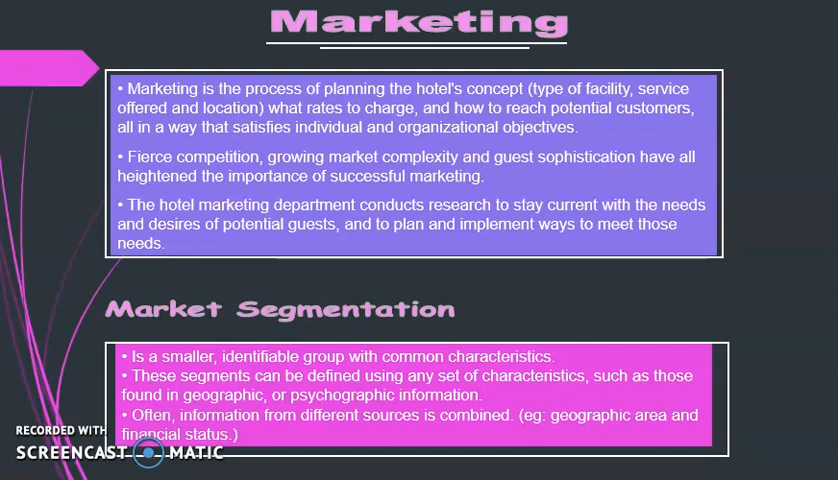 Marketing
• Marketing is the process of planning the hotel's concept (type of facility, service
offered and location) what rates to charge, and how to reach potential customers,
all in a way that satisfies individual and organizational objectives.
• Fierce competition, growing market complexity and guest sophistication have all
heightened the importance of successful marketing.
• The hotel marketing department conducts research to stay current with the needs
and desires of potential guests, and to plan and implement ways to meet those
needs.
Market Segmentation
• Is a smaller, identifiable group with common characteristics.
• These segments can be defined using any set of characteristics, such as those
found in geographic, or psychographic information.
• Often, information from different sources is combined. (eg: geographic area and
financial status.)
RECORDED WITH
SCREENCAST MATIC